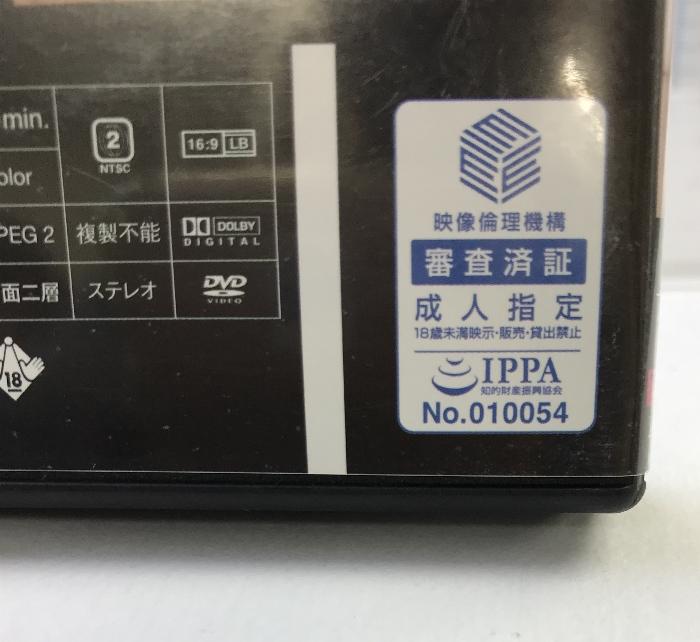 min.
2
NTSC
16:9 LB
olor
PEG 2
複製不能
DOLBY
DIGITAL
面二層
ステレオ
DVD
VIDEO
18
映像倫理機構
審査済証
成人指定
18歳未満映示・販売・貸出禁止
IPPA
知的財産振興協会
No.010054